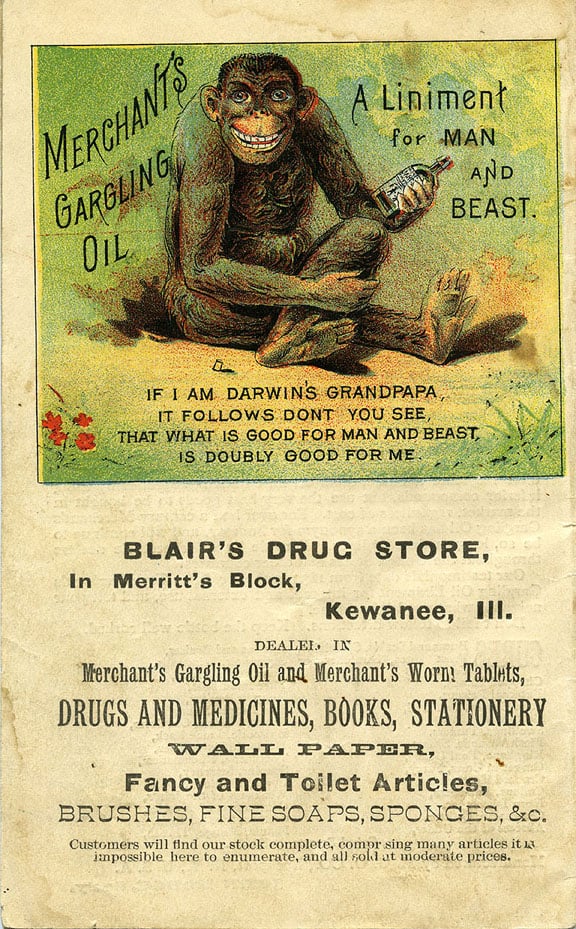 MERCHANT'S
GARGLING
OIL
A Liniment
for MAN
AND
BEAST.
IF I AM DARWIN'S GRANDPAPA,
IT FOLLOWS DONT YOU SEE,
THAT WHAT IS GOOD FOR MAN AND BEAST,
IS DOUBLY GOOD FOR ME.
BLAIR'S DRUG STORE,
In Merritt's Block,
Kewanee, Ill.
DEALER IN
Merchant's Gargling Oil and Merchant's Worm Tablets,
DRUGS AND MEDICINES, BOOKS, STATIONERY
WALL PAPER,
Fancy and Toilet Articles,
BRUSHES, FINE SOAPS, SPONGES, &c.
Customers will find our stock complete, compr sing many articles it is
impossible here to enumerate, and all sold at moderate prices.